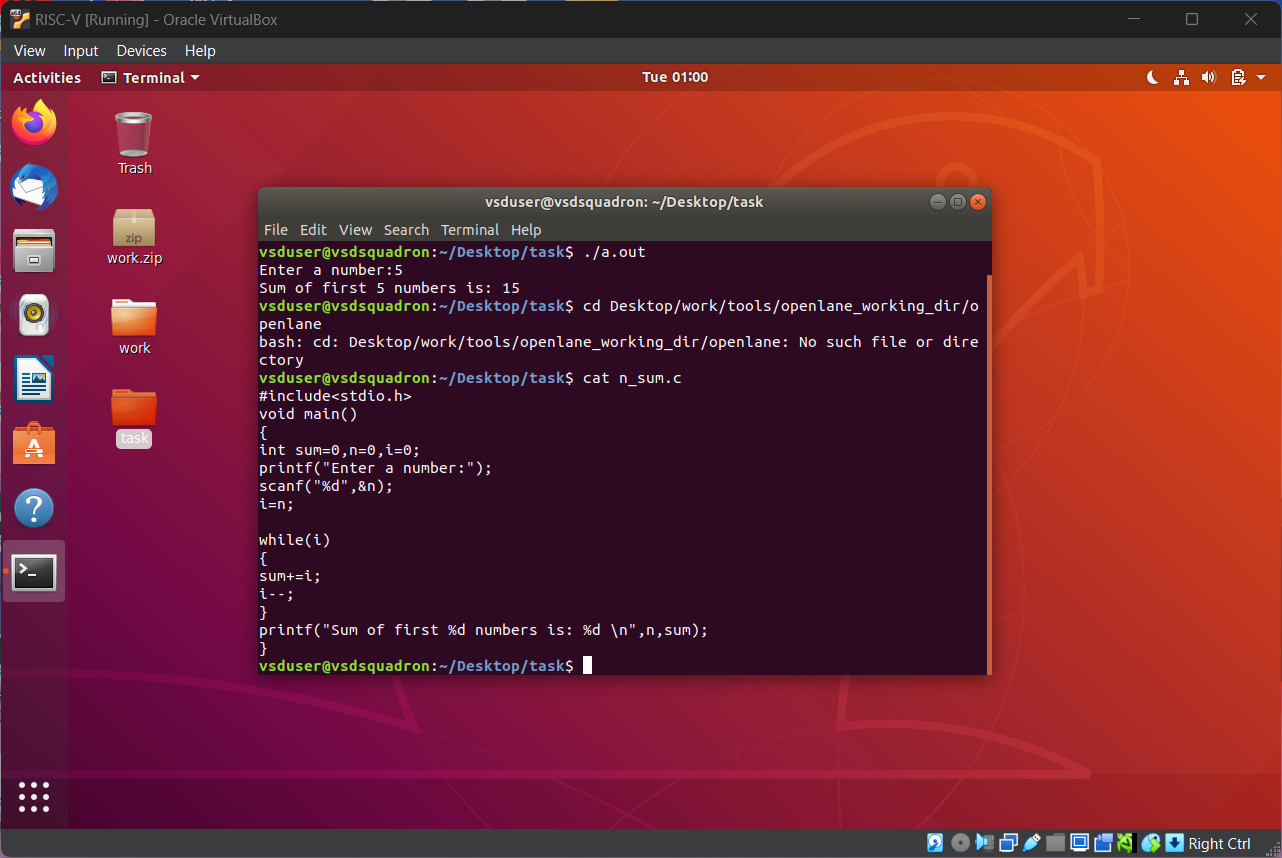 RISC-V [Running] - Oracle VirtualBox
View Input Devices Help
Activities Terminal Tue 01:00
Trash
zip
work.zip
work
task
vsduser@vsdsquadron: ~/Desktop/task
File Edit View Search Terminal Help
vsduser@vsdsquadron:~/Desktop/task$ ./a.out
Enter a number:5
Sum of first 5 numbers is: 15
vsduser@vsdsquadron:~/Desktop/task$ cd Desktop/work/tools/openlane_working_dir/o
penlane
bash: cd: Desktop/work/tools/openlane_working_dir/openlane: No such file or dire
ctory
vsduser@vsdsquadron:~/Desktop/task$ cat n_sum.c
#include<stdio.h>
void main()
{
int sum=0,n=0,i=0;
printf("Enter a number:");
scanf("%d",&n);
i=n;
while(i)
{
sum+=i;
i--;
}
printf("Sum of first %d numbers is: %d \n",n,sum);
}
vsduser@vsdsquadron:~/Desktop/task$
Right Ctrl